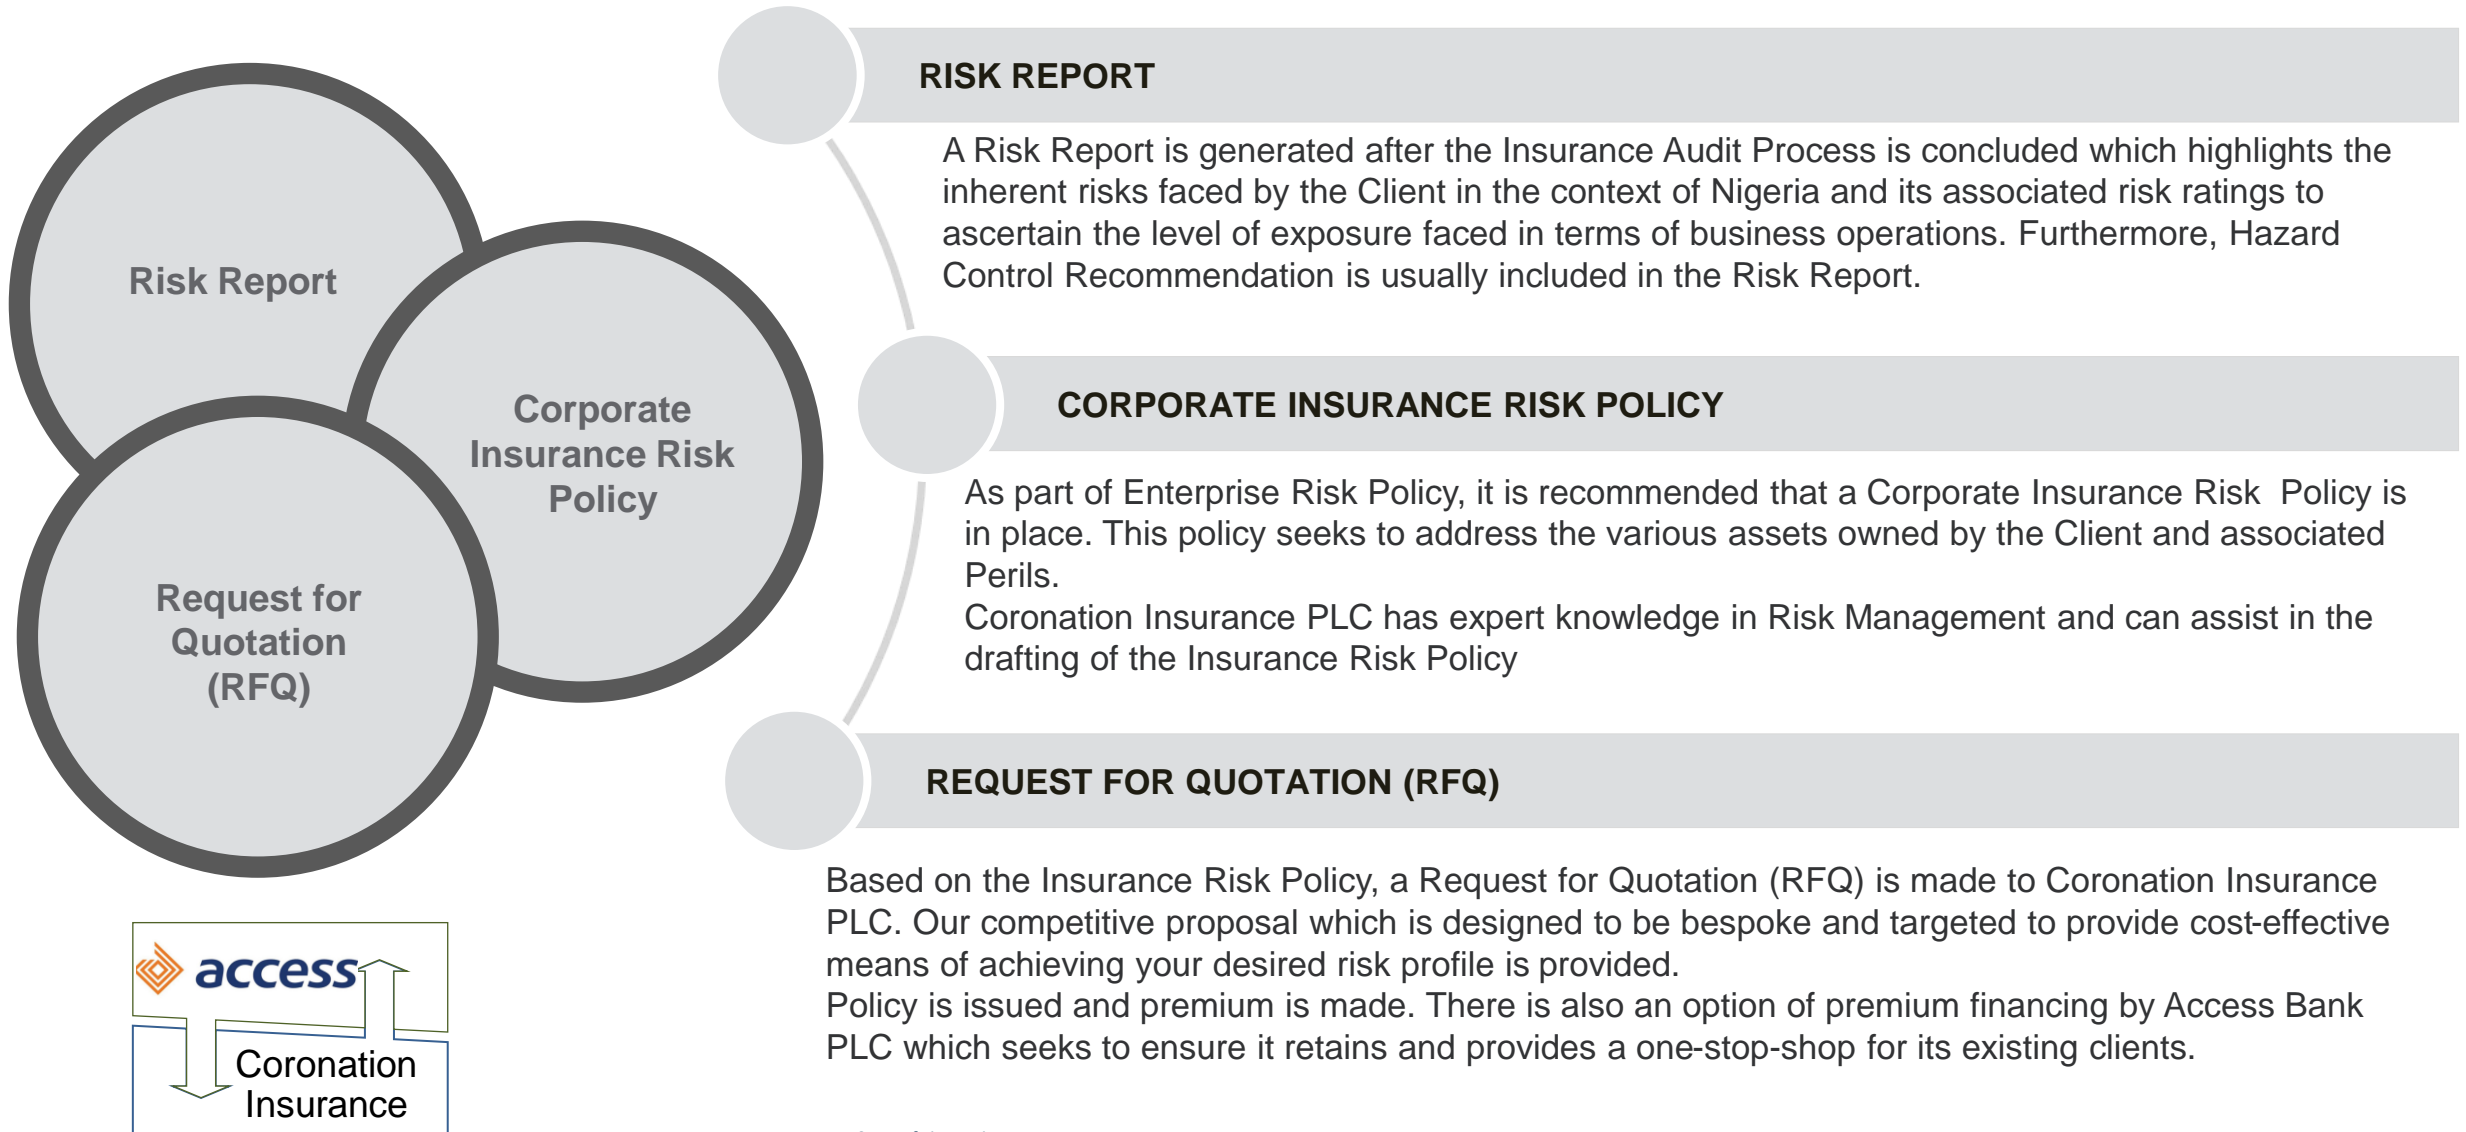 Risk Report
Corporate
Insurance Risk
Policy
Request for
Quotation
(RFQ)
access
Coronation
Insurance
RISK REPORT
A Risk Report is generated after the Insurance Audit Process is concluded which highlights the
inherent risks faced by the Client in the context of Nigeria and its associated risk ratings to
ascertain the level of exposure faced in terms of business operations. Furthermore, Hazard
Control Recommendation is usually included in the Risk Report.
CORPORATE INSURANCE RISK POLICY
As part of Enterprise Risk Policy, it is recommended that a Corporate Insurance Risk  Policy is
in place. This policy seeks to address the various assets owned by the Client and associated
Perils.
Coronation Insurance PLC has expert knowledge in Risk Management and can assist in the
drafting of the Insurance Risk Policy
REQUEST FOR QUOTATION (RFQ)
Based on the Insurance Risk Policy, a Request for Quotation (RFQ) is made to Coronation Insurance
PLC. Our competitive proposal which is designed to be bespoke and targeted to provide cost-effective
means of achieving your desired risk profile is provided.
Policy is issued and premium is made. There is also an option of premium financing by Access Bank
PLC which seeks to ensure it retains and provides a one-stop-shop for its existing clients.